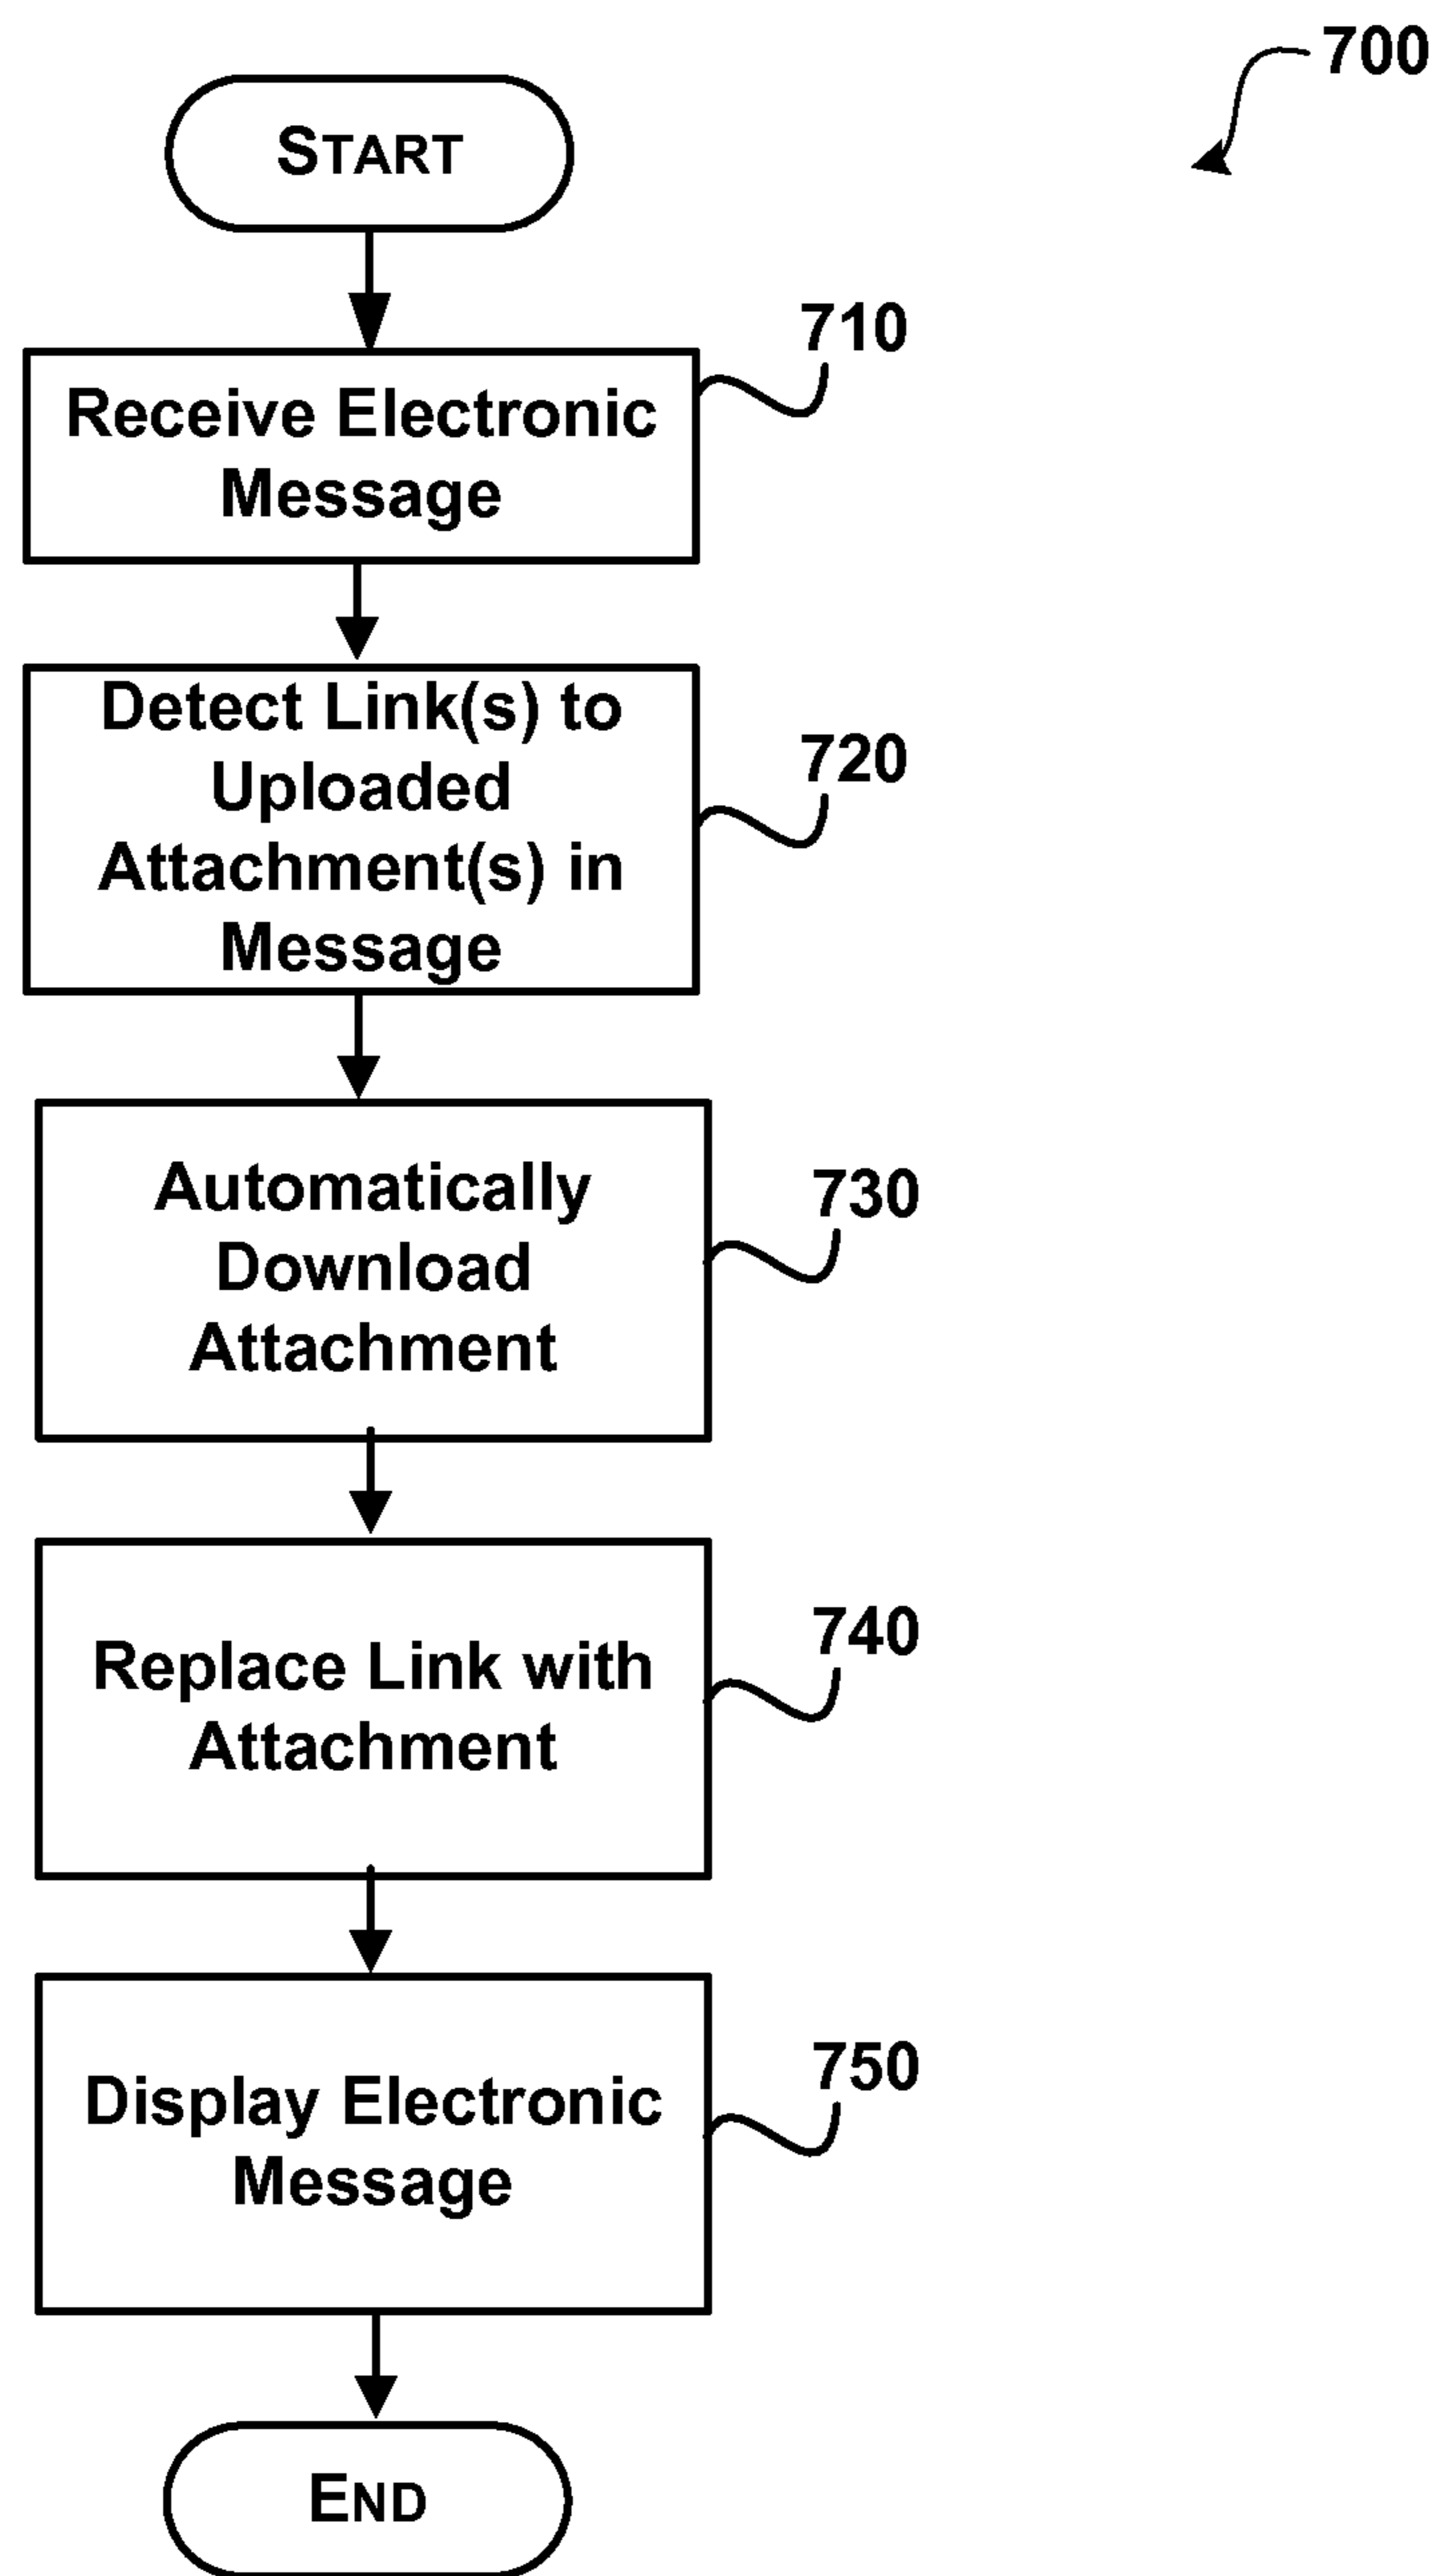 700
START
710
Receive Electronic
Message
Detect Link(s) to
Uploaded
Attachment(s) in
Message
720
Automatically
Download
Attachment
730
Replace Link with
Attachment
740
Display Electronic
Message
750
END